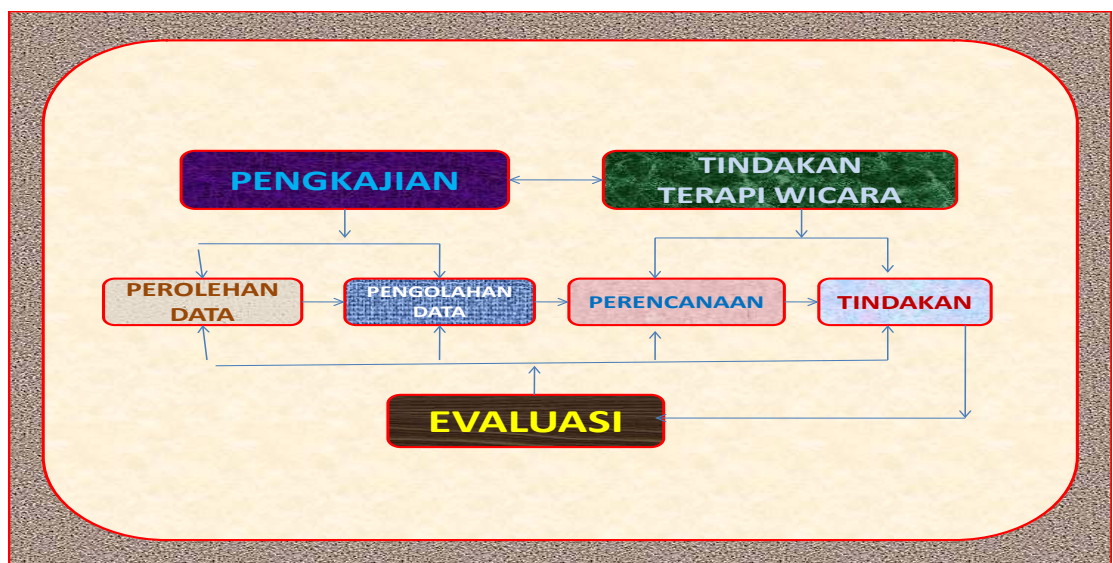 PENGKAJIAN
TINDAKAN
TERAPI WICARA
PEROLEHAN
DATA
PENGOLAHAN
DATA
PERENCANAAN
TINDAKAN
EVALUASI